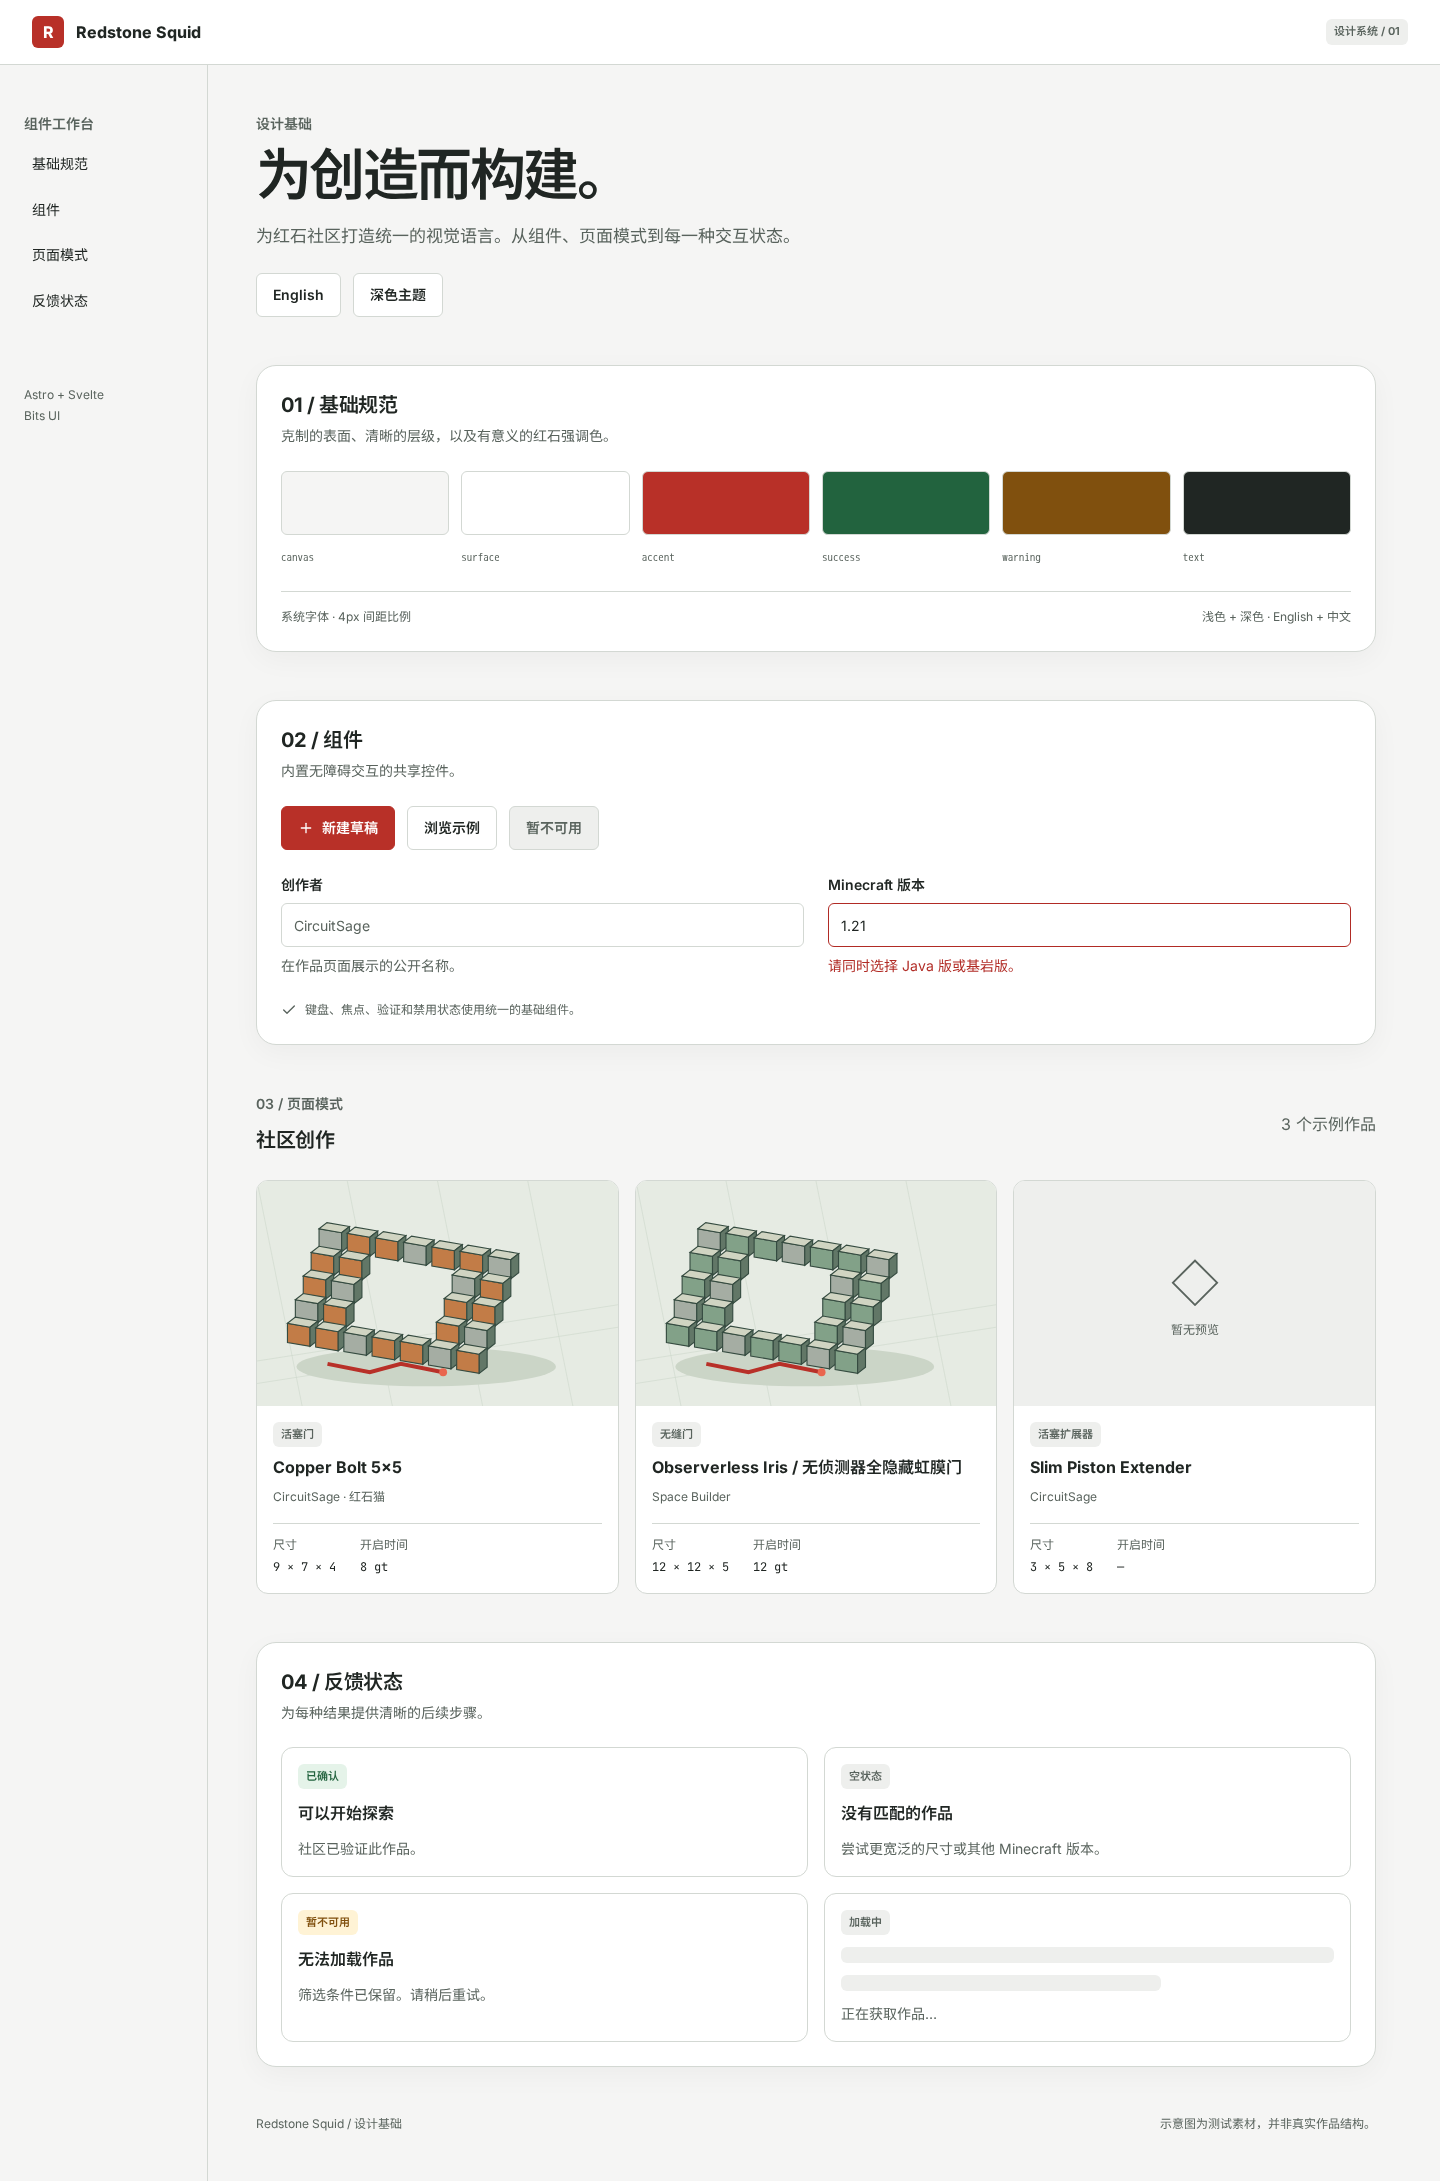 R Redstone Squid
设计系统 / 01
组件工作台
基础规范
组件
页面模式
反馈状态
Astro + Svelte
Bits UI
设计基础
为创造而构建。
为红石社区打造统一的视觉语言。从组件、页面模式到每一种交互状态。
English
深色主题
01 / 基础规范
克制的表面、清晰的层级，以及有意义的红石强调色。
canvas
surface
accent
success
warning
text
系统字体 · 4px 间距比例
浅色 + 深色 · English + 中文
02 / 组件
内置无障碍交互的共享控件。
新建草稿
浏览示例
暂不可用
创作者
CircuitSage
在作品页面展示的公开名称。
Minecraft 版本
1.21
请同时选择 Java 版或基岩版。
键盘、焦点、验证和禁用状态使用统一的基础组件。
03 / 页面模式
社区创作
3 个示例作品
活塞门
Copper Bolt 5×5
CircuitSage · 红石猫
尺寸
9 × 7 × 4
开启时间
8 gt
无缝门
Observerless Iris / 无侦测器全隐藏虹膜门
Space Builder
尺寸
12 × 12 × 5
开启时间
12 gt
暂无预览
活塞扩展器
Slim Piston Extender
CircuitSage
尺寸
3 × 5 × 8
开启时间
—
04 / 反馈状态
为每种结果提供清晰的后续步骤。
已确认
可以开始探索
社区已验证此作品。
空状态
没有匹配的作品
尝试更宽泛的尺寸或其他 Minecraft 版本。
暂不可用
无法加载作品
筛选条件已保留。请稍后重试。
加载中
正在获取作品...
Redstone Squid / 设计基础
示意图为测试素材，并非真实作品结构。